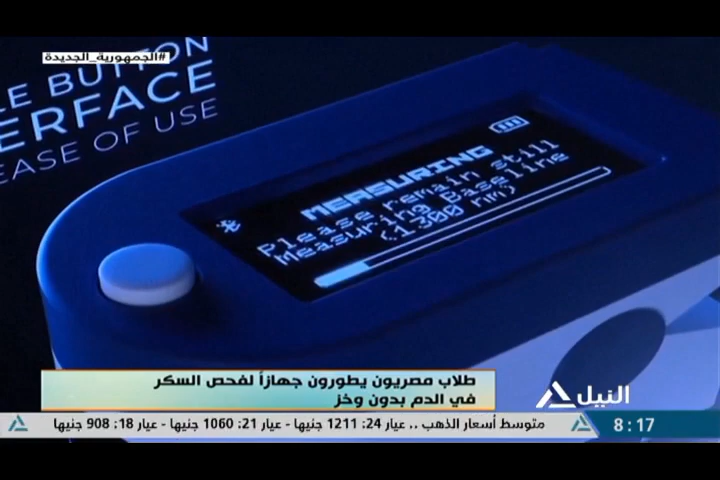 #الجمهورية_الجديدة
LE BUTTON
ERFACE
EASE OF USE
MEASURING
Please remain still
Measuring Baseline
(1300 nm)
طلاب مصريون يطورون جهازاً لفحص السكر
في الدم بدون وخز
النيل
متوسط أسعار الذهب .. عيار 24: 1211 جنيها - عيار 21: 1060 جنيها - عيار 18: 908 جنيها
8:17